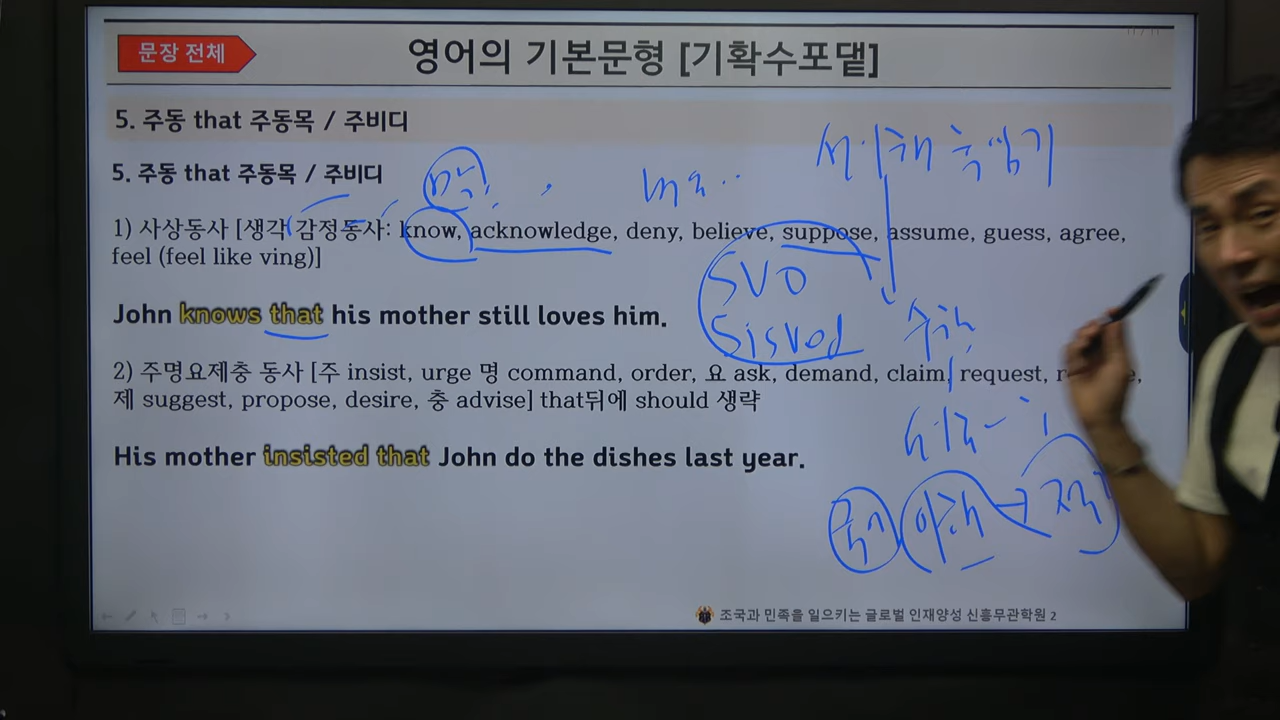 문장 전체
영어의 기본문형 [기확수포댙]
5. 주동 that 주동목 / 주비디
5. 주동 that 주동목 / 주비디
1) 사상동사 [생각 감정동사: know, acknowledge, deny, believe, suppose, assume, guess, agree,
feel (feel like ving)]
SVO
SisVod
John knows that his mother still loves him.
2) 주명요제충 동사 [주 insist, urge 명 command, order, 요 ask, demand, claim, request,
제 suggest, propose, desire, 충 advise] that뒤에 should 생략
His mother insisted that John do the dishes last year.
이해
조국과 민족을 일으키는 글로벌 인재양성 신흥무관학원 2